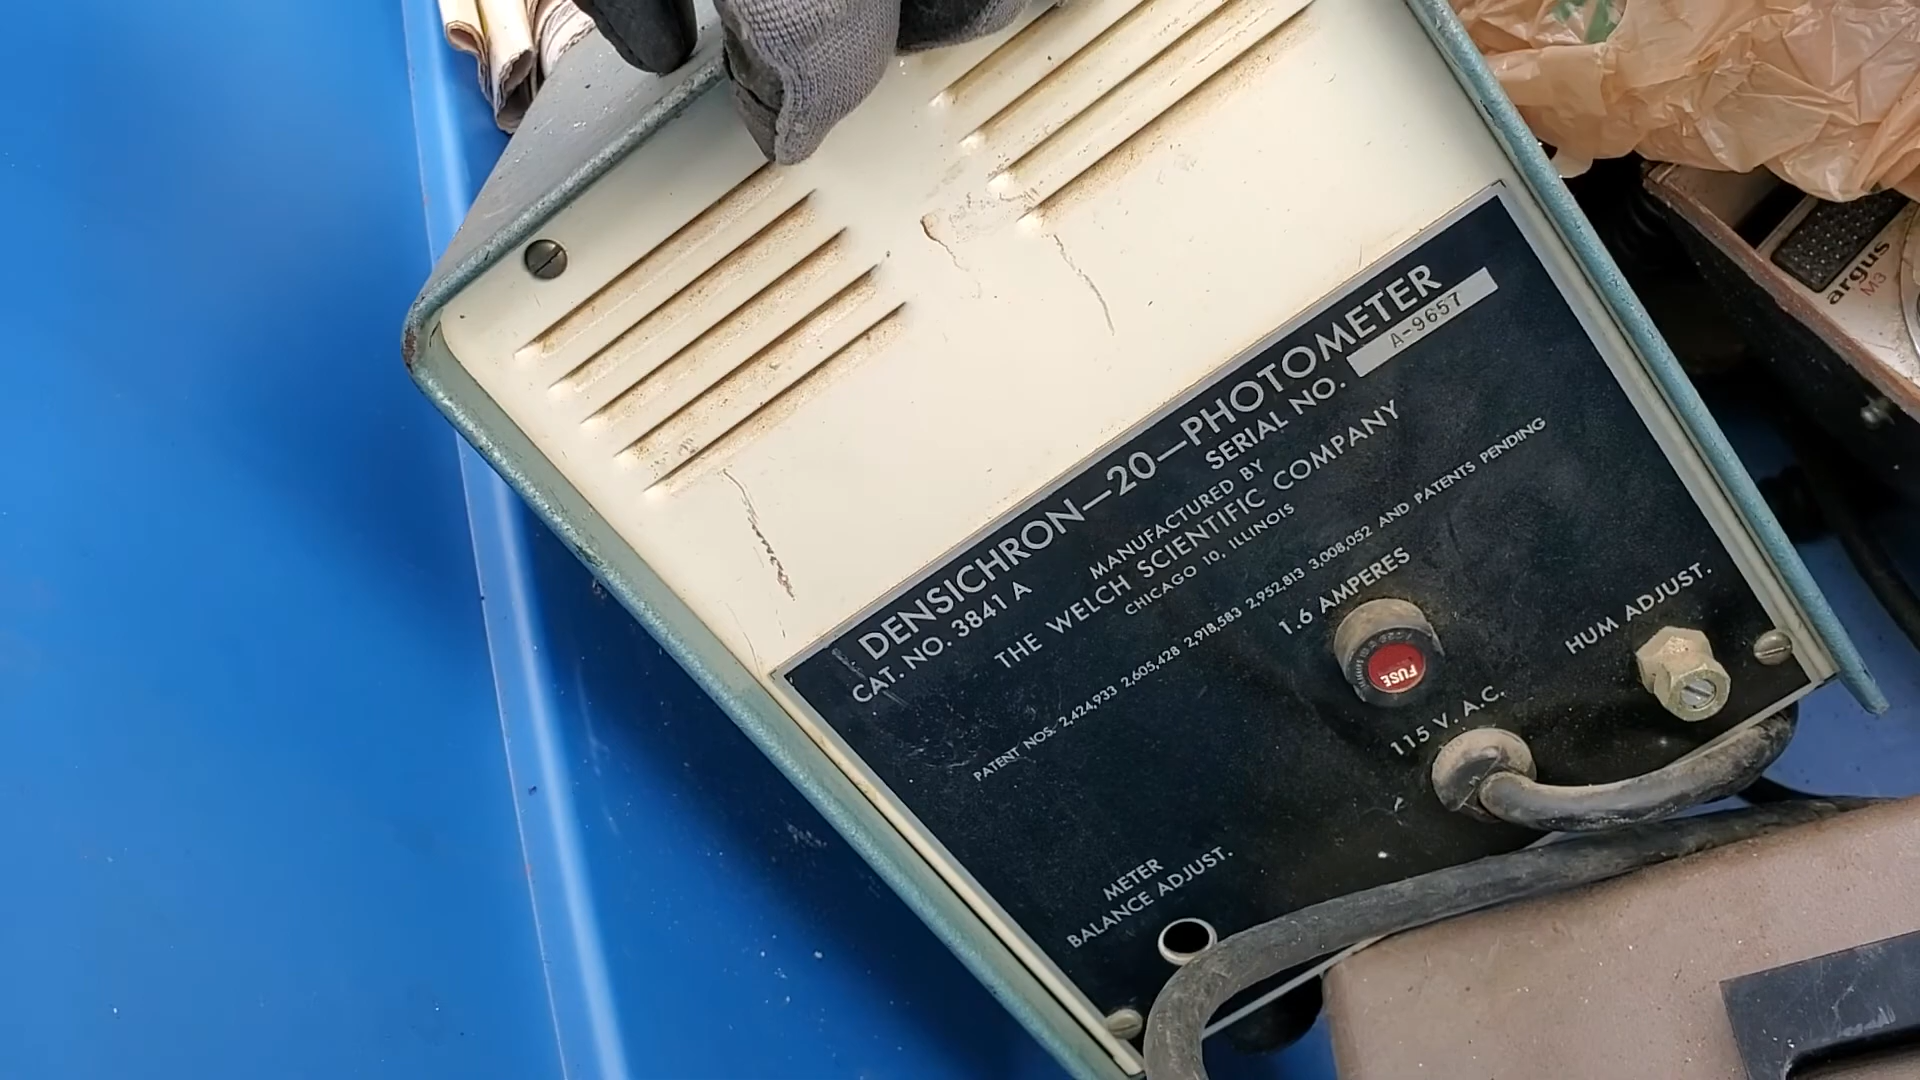 DENSICHRON—20—PHOTOMETER
CAT. NO. 3841 A
SERIAL NO. A-9657
MANUFACTURED BY
THE WELCH SCIENTIFIC COMPANY
CHICAGO 10, ILLINOIS
PATENT NOS. 2,424,933 2,605,428 2,918,583 2,952,813 3,008,052 AND PATENTS PENDING
1.6 AMPERES
FUSE
HUM ADJUST.
115 V. A.C.
METER
BALANCE ADJUST.
argus
M3